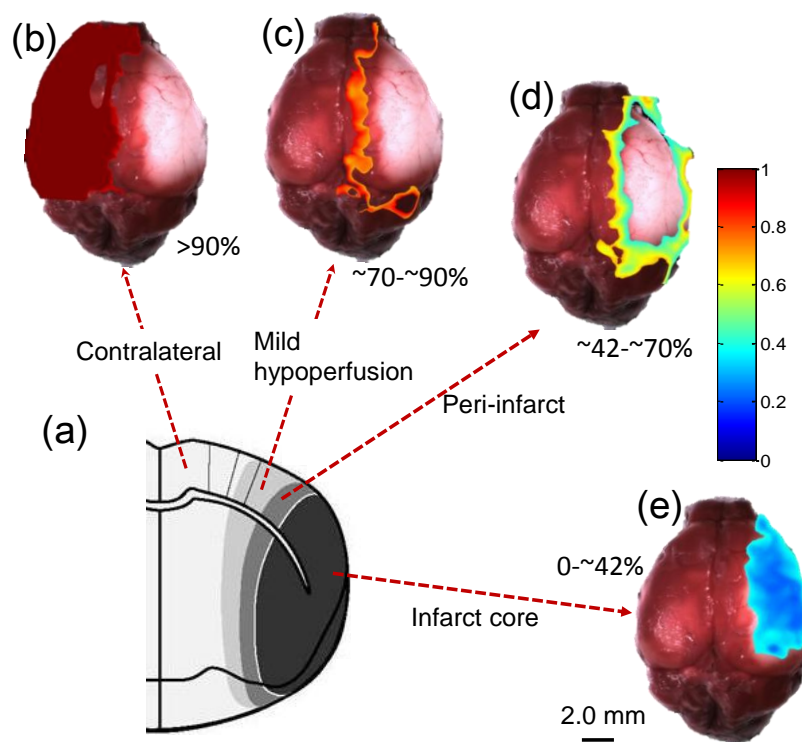 (b)
(c)
(d)
>90%
~70-~90%
~42-~70%
1
0.8
0.6
0.4
0.2
0
Contralateral
Mild
hypoperfusion
Peri-infarct
(a)
(e)
0-~42%
Infarct core
2.0 mm